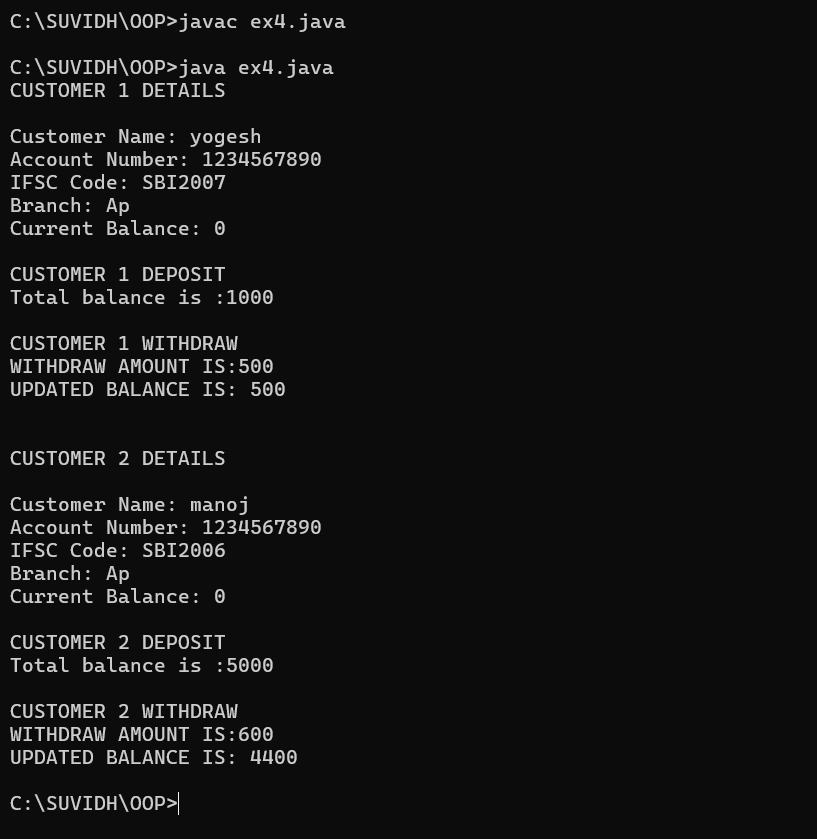 C:\SUVIDH\OOP>javac ex4.java
C:\SUVIDH\OOP>java ex4.java
CUSTOMER 1 DETAILS
Customer Name: yogesh
Account Number: 1234567890
IFSC Code: SBI2007
Branch: Ap
Current Balance: 0
CUSTOMER 1 DEPOSIT
Total balance is :1000
CUSTOMER 1 WITHDRAW
WITHDRAW AMOUNT IS:500
UPDATED BALANCE IS: 500
CUSTOMER 2 DETAILS
Customer Name: manoj
Account Number: 1234567890
IFSC Code: SBI2006
Branch: Ap
Current Balance: 0
CUSTOMER 2 DEPOSIT
Total balance is :5000
CUSTOMER 2 WITHDRAW
WITHDRAW AMOUNT IS:600
UPDATED BALANCE IS: 4400
C:\SUVIDH\OOP>